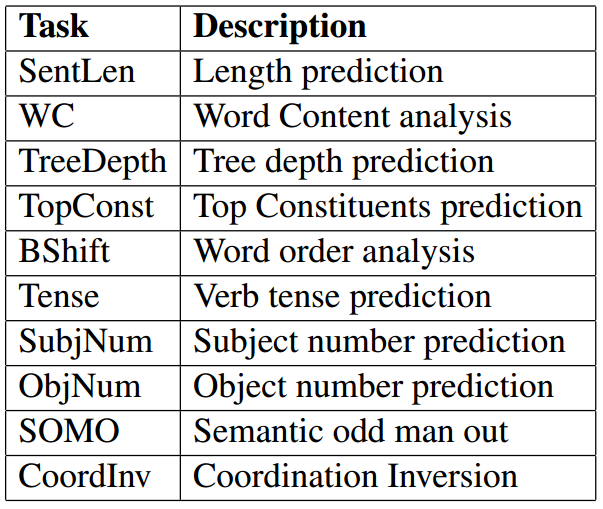 Task Description
SentLen Length prediction
WC Word Content analysis
TreeDepth Tree depth prediction
TopConst Top Constituents prediction
BShift Word order analysis
Tense Verb tense prediction
SubjNum Subject number prediction
ObjNum Object number prediction
SOMO Semantic odd man out
CoordInv Coordination Inversion